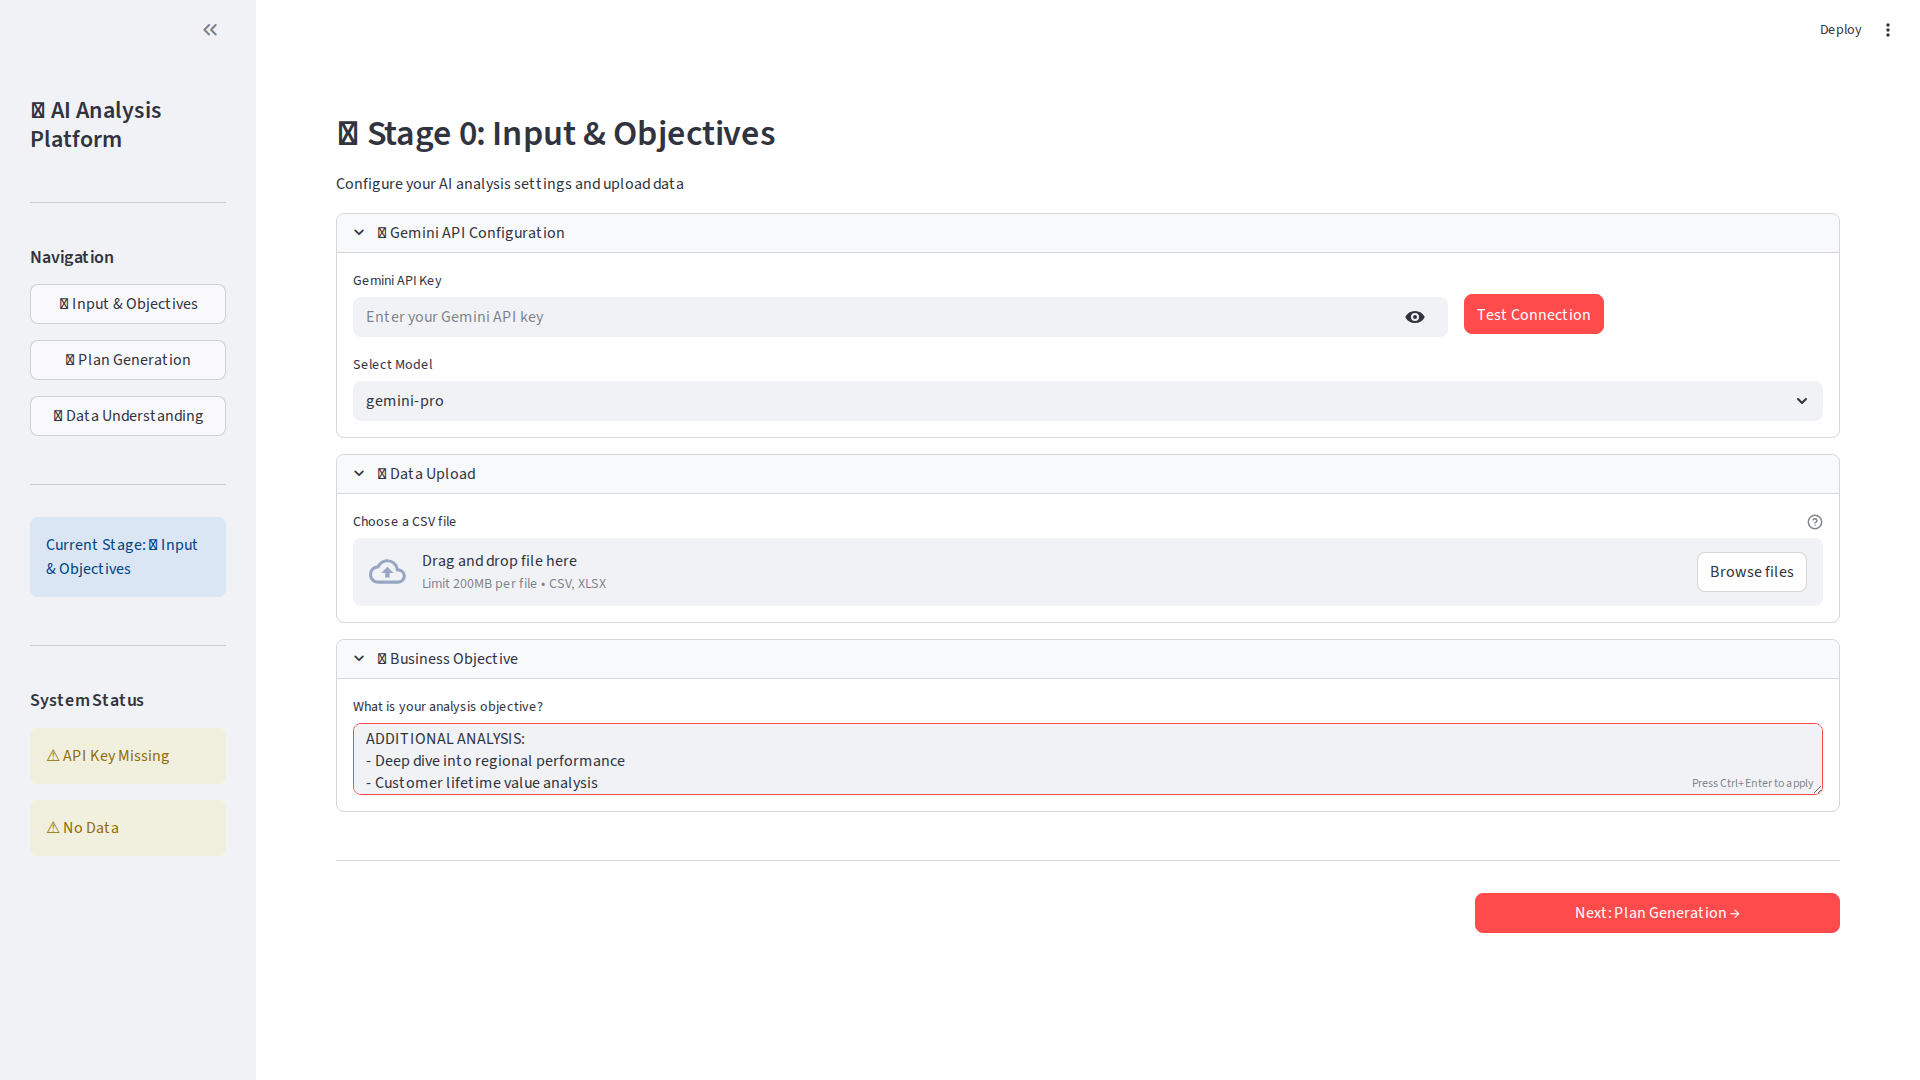 AI Analysis
Platform
Navigation
Input & Objectives
Plan Generation
Data Understanding
Current Stage: Input
& Objectives
System Status
⚠ API Key Missing
⚠ No Data
Deploy
Stage 0: Input & Objectives
Configure your AI analysis settings and upload data
Gemini API Configuration
Gemini API Key
Enter your Gemini API key
Test Connection
Select Model
gemini-pro
Data Upload
Choose a CSV file
Drag and drop file here
Limit 200MB per file • CSV, XLSX
Browse files
Business Objective
What is your analysis objective?
ADDITIONAL ANALYSIS:
- Deep dive into regional performance
- Customer lifetime value analysis
Press Ctrl+Enter to apply
Next: Plan Generation →